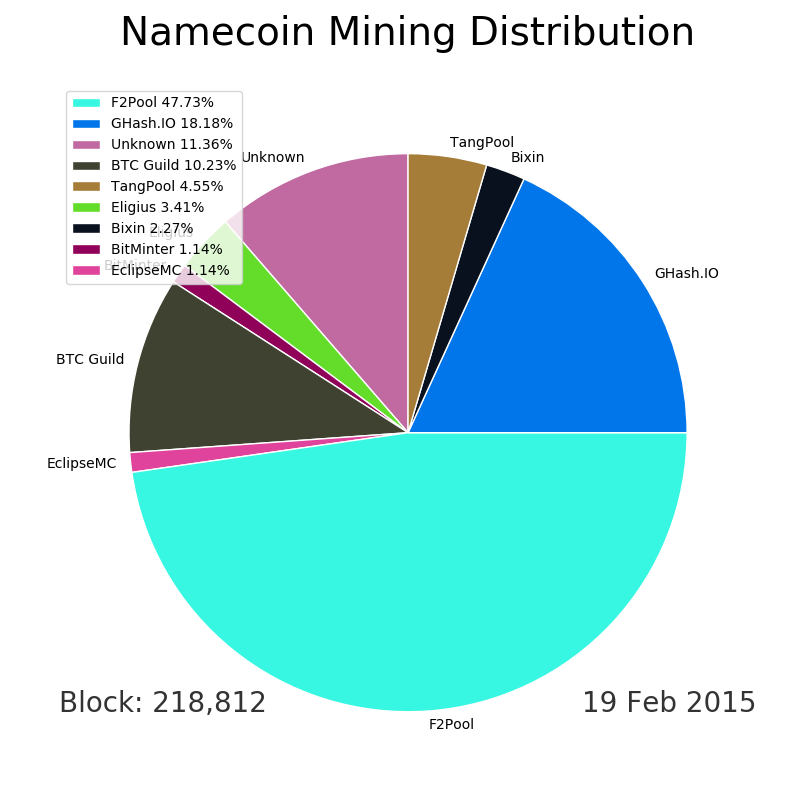 Namecoin Mining Distribution
F2Pool 47.73%
GHash.IO 18.18%
Unknown 11.36%
BTC Guild 10.23%
TangPool 4.55%
Eligius 3.41%
Bixin 2.27%
BitMinter 1.14%
EclipseMC 1.14%
TangPool
Bixin
Unknown
Eligius
BitMinter
GHash.IO
BTC Guild
EclipseMC
F2Pool
Block: 218,812
19 Feb 2015